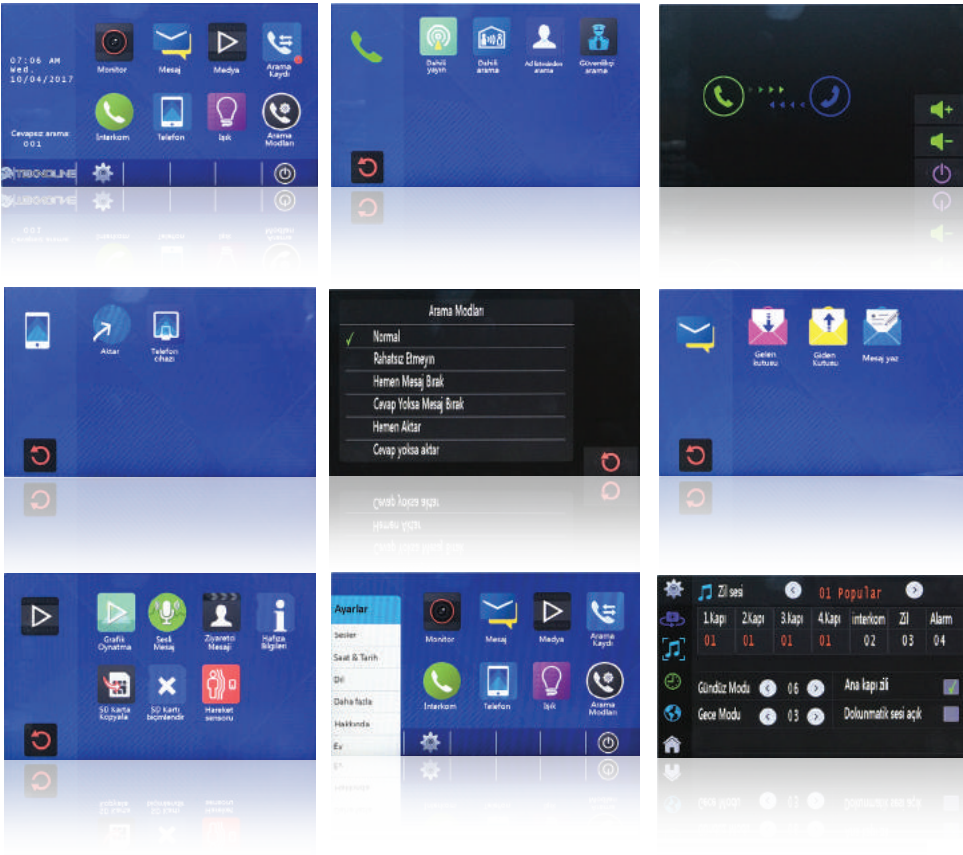 07:06 AM
Wed.
10/04/2017
Cevapsız arama:
001
Monitor
Mesaj
Medya
Arama
Kaydı
İnterkom
Telefon
Işık
Arama
Modları
TEKNOLINE
Dahili
yayın
Dahili
arama
Ad listesinden
arama
Güvenlikçi
arama
Aktar
Telefon
cihazı
Arama Modları
Normal
Rahatsız Etmeyin
Hemen Mesaj Bırak
Cevap Yoksa Mesaj Bırak
Hemen Aktar
Cevap yoksa aktar
Gelen
kutusu
Giden
Kutusu
Mesaj yaz
Grafik
Oynatma
Sesli
Mesaj
Ziyaretci
Mesajı
Hafıza
Bilgileri
SD Karta
Kopyala
SD Kartı
biçimlendir
Hareket
sensoru
Ayarlar
Sesler
Saat & Tarih
Dil
Daha fazla
Hakkında
Ev
Monitor
Mesaj
Medya
Arama
Kaydı
İnterkom
Telefon
Işık
Arama
Modları
Zil sesi
01 Popular
1.Kapı 2.Kapı 3.Kapı 4.Kapı interkom Zil Alarm
01 01 01 01 02 03 04
Gündüz Modu 06 Ana kapı zili
Gece Modu 03 Dokunmatik sesi açık